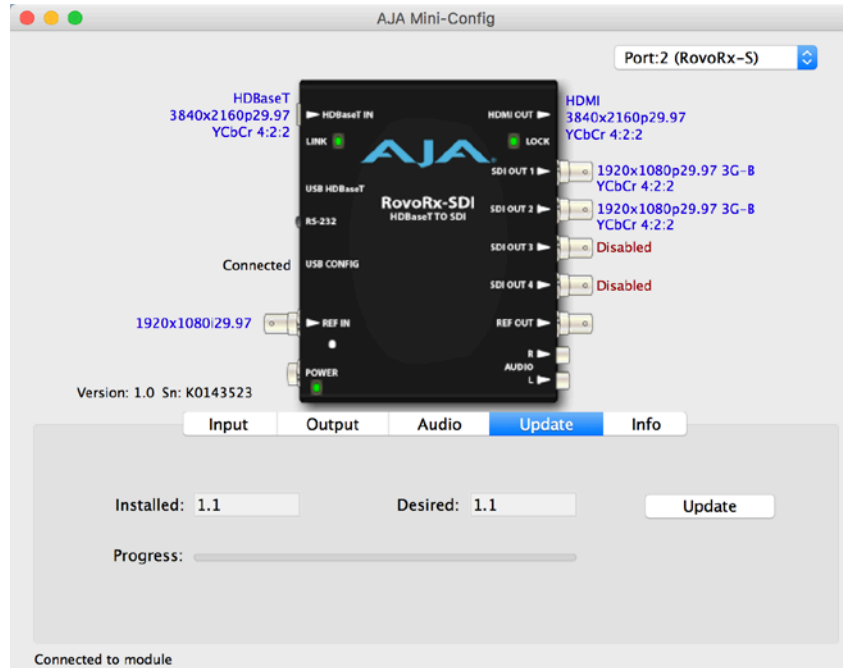 AJA Mini-Config
Port:2 (RovoRx-S)
HDBaseT
3840x2160p29.97
YCbCr 4:2:2
HDBaseT IN
LINK
USB HDBaseT
RS-232
Connected
USB CONFIG
1920x1080i29.97
REF IN
POWER
Version: 1.0 Sn: K0143523
AJA
RovoRx-SDI
HDBaseT TO SDI
HDMI OUT
LOCK
HDMI
3840x2160p29.97
YCbCr 4:2:2
SDI OUT 1
1920x1080p29.97 3G-B
YCbCr 4:2:2
SDI OUT 2
1920x1080p29.97 3G-B
YCbCr 4:2:2
SDI OUT 3
Disabled
SDI OUT 4
Disabled
REF OUT
R
AUDIO
L
Input Output Audio Update Info
Installed: 1.1 Desired: 1.1 Update
Progress:
Connected to module